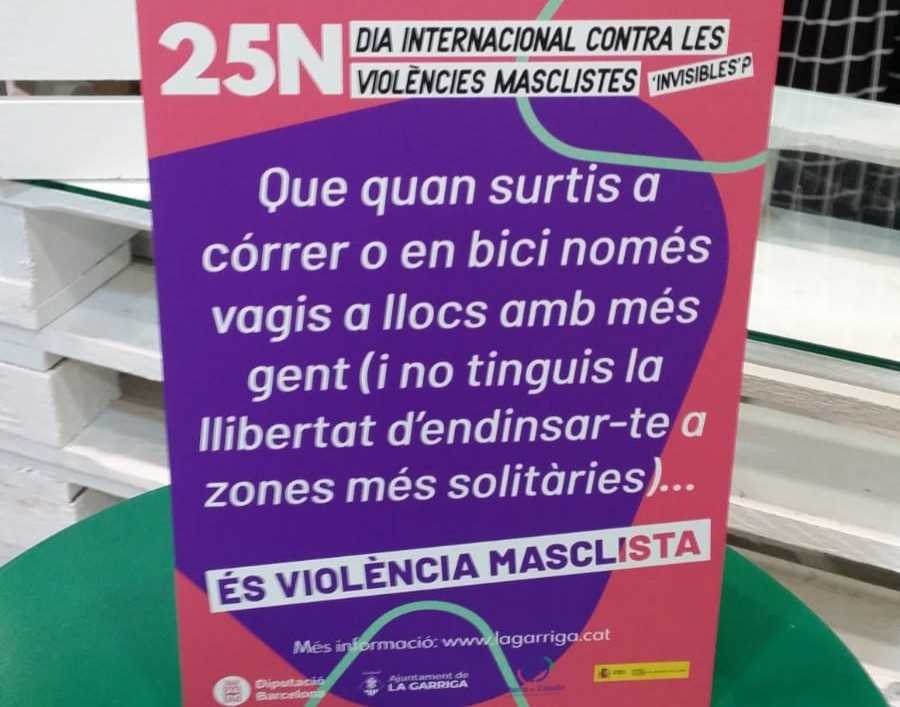 25N DIA INTERNACIONAL CONTRA LES
VIOLÈNCIES MASCLISTES 'INVISIBLES'?
Que quan surtis a
córrer o en bici només
vagis a llocs amb més
gent (i no tinguis la
llibertat d'endinsar-te a
zones més solitàries)...
ÉS VIOLÈNCIA MASCLISTA
Més informació: www.lagarriga.cat
Diputació
Barcelona
Ajuntament de
LA GARRIGA